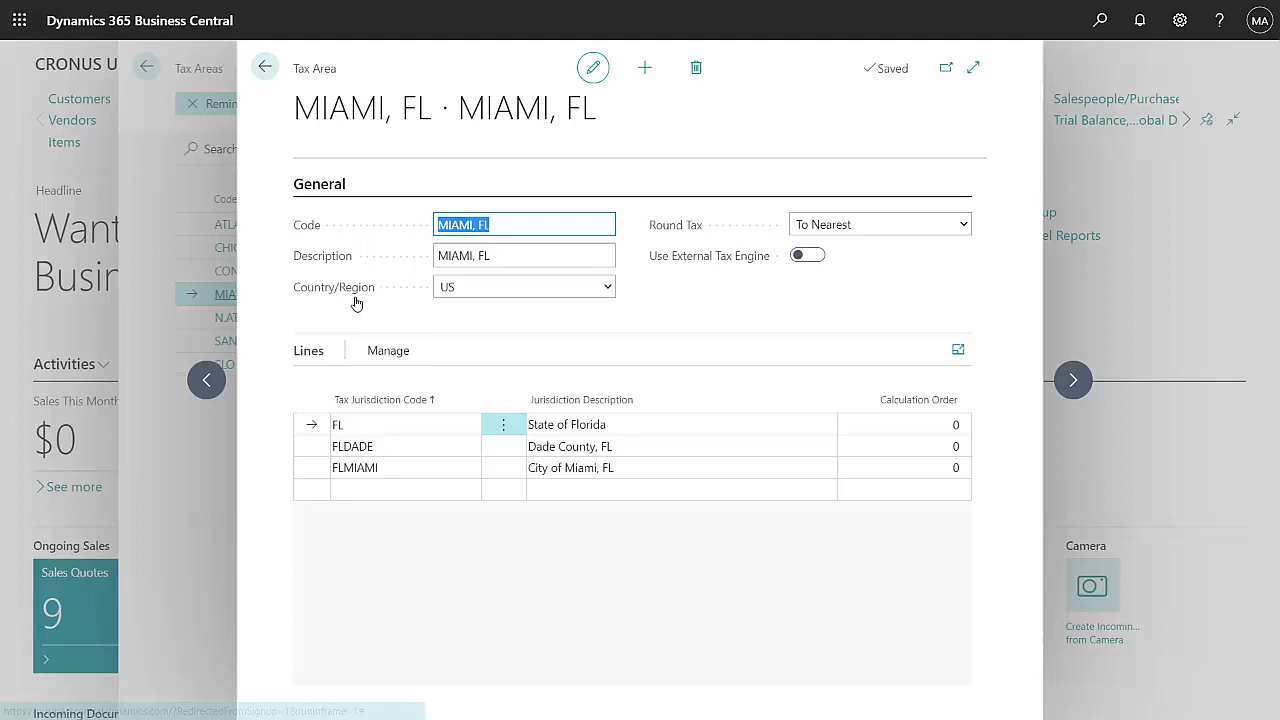 Dynamics 365 Business Central
MA
CRONUS U
Customers
Vendors
Items
Headline
Want
Busin
Activities
Sales This Month
$0
See more
Ongoing Sales
Sales Quotes
9
Incoming Docu
Tax Areas
Remin
Search
Code
ATLA
CHIC
CON
MIA
N.AT
SAN
SLO
Tax Area
Saved
MIAMI, FL · MIAMI, FL
General
Code MIAMI, FL
Description MIAMI, FL
Country/Region US
Round Tax To Nearest
Use External Tax Engine
Lines Manage
Tax Jurisdiction Code ↑ Jurisdiction Description Calculation Order
FL State of Florida 0
FLDADE Dade County, FL 0
FLMIAMI City of Miami, FL 0
Salespeople/Purchase
Trial Balance,...obal D
up
el Reports
Camera
Create Incomin...
from Camera